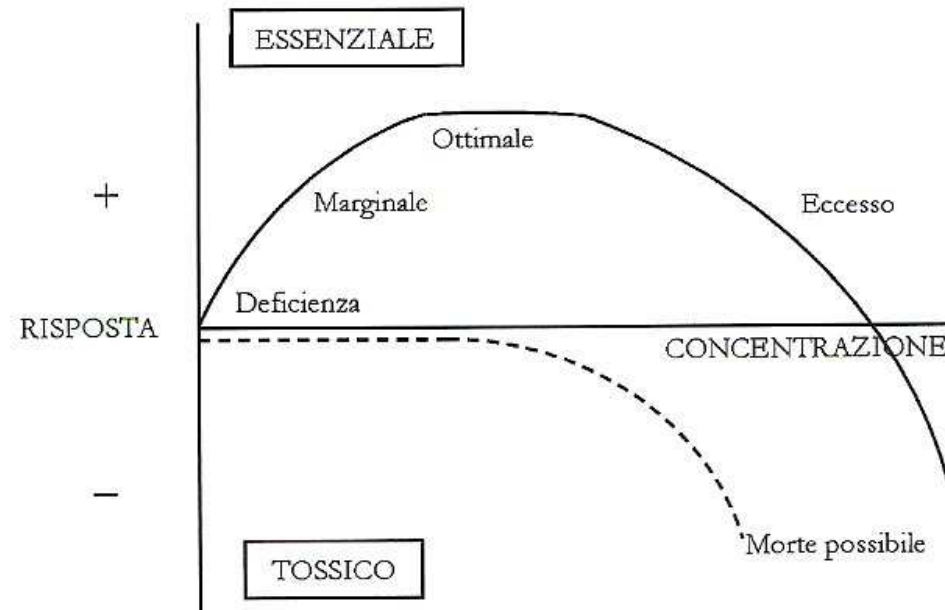 ESSENZIALE
Ottimale
+
Marginale
Eccesso
Deficienza
RISPOSTA
CONCENTRAZIONE
−
Morte possibile
TOSSICO